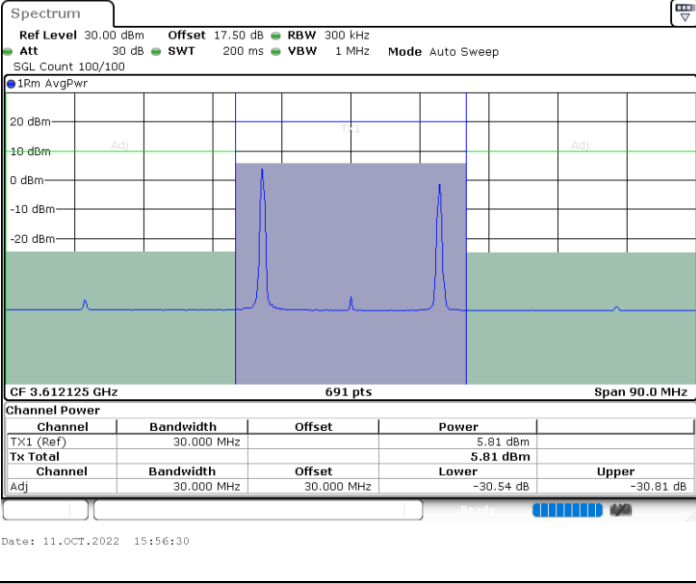 Spectrum
Ref Level 30.00 dBm Offset 17.50 dB RBW 300 kHz
Att 30 dB SWT 200 ms VBW 1 MHz Mode Auto Sweep
SGL Count 100/100
1Rm AvgPwr
20 dBm
Tx1
Adj Adj
10 dBm
0 dBm
-10 dBm
-20 dBm
CF 3.612125 GHz 691 pts Span 90.0 MHz
Channel Power
Channel Bandwidth Offset Power
TX1 (Ref) 30.000 MHz 5.81 dBm
Tx Total 5.81 dBm
Channel Bandwidth Offset Lower Upper
Adj 30.000 MHz 30.000 MHz -30.54 dB -30.81 dB
Ready
Date: 11.OCT.2022 15:56:30